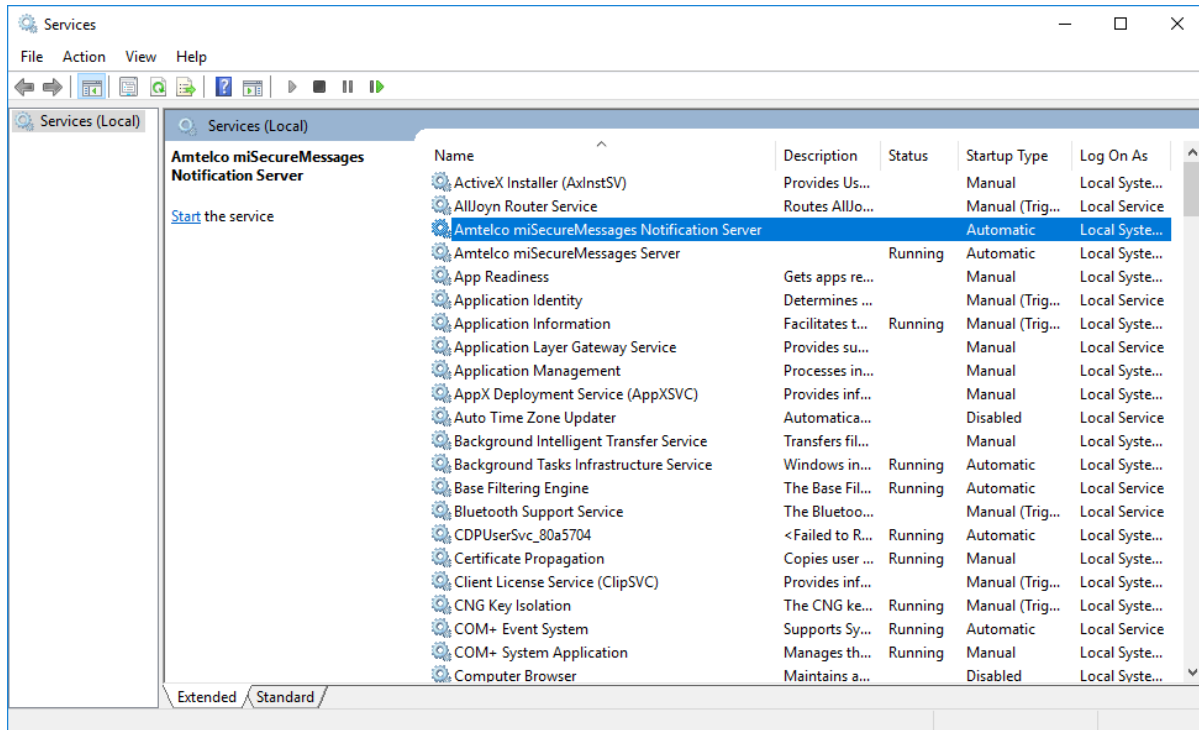 Services
File Action View Help
Services (Local)
Services (Local)
Amtelco miSecureMessages
Notification Server
Start the service
Name Description Status Startup Type Log On As
ActiveX Installer (AxInstSV) Provides Us... Manual Local Syste...
AllJoyn Router Service Routes AllJo... Manual (Trig... Local Service
Amtelco miSecureMessages Notification Server Automatic Local Syste...
Amtelco miSecureMessages Server Running Automatic Local Syste...
App Readiness Gets apps re... Manual Local Syste...
Application Identity Determines ... Manual (Trig... Local Service
Application Information Facilitates t... Running Manual (Trig... Local Syste...
Application Layer Gateway Service Provides su... Manual Local Service
Application Management Processes in... Manual Local Syste...
AppX Deployment Service (AppXSVC) Provides inf... Manual Local Syste...
Auto Time Zone Updater Automatica... Disabled Local Service
Background Intelligent Transfer Service Transfers fil... Manual Local Syste...
Background Tasks Infrastructure Service Windows in... Running Automatic Local Syste...
Base Filtering Engine The Base Fil... Running Automatic Local Service
Bluetooth Support Service The Bluetoo... Manual (Trig... Local Service
CDPUserSvc_80a5704 <Failed to R... Running Automatic Local Syste...
Certificate Propagation Copies user ... Running Manual Local Syste...
Client License Service (ClipSVC) Provides inf... Manual (Trig... Local Syste...
CNG Key Isolation The CNG ke... Running Manual (Trig... Local Syste...
COM+ Event System Supports Sy... Running Automatic Local Service
COM+ System Application Manages th... Running Manual Local Syste...
Computer Browser Maintains a... Disabled Local Syste...
Extended Standard